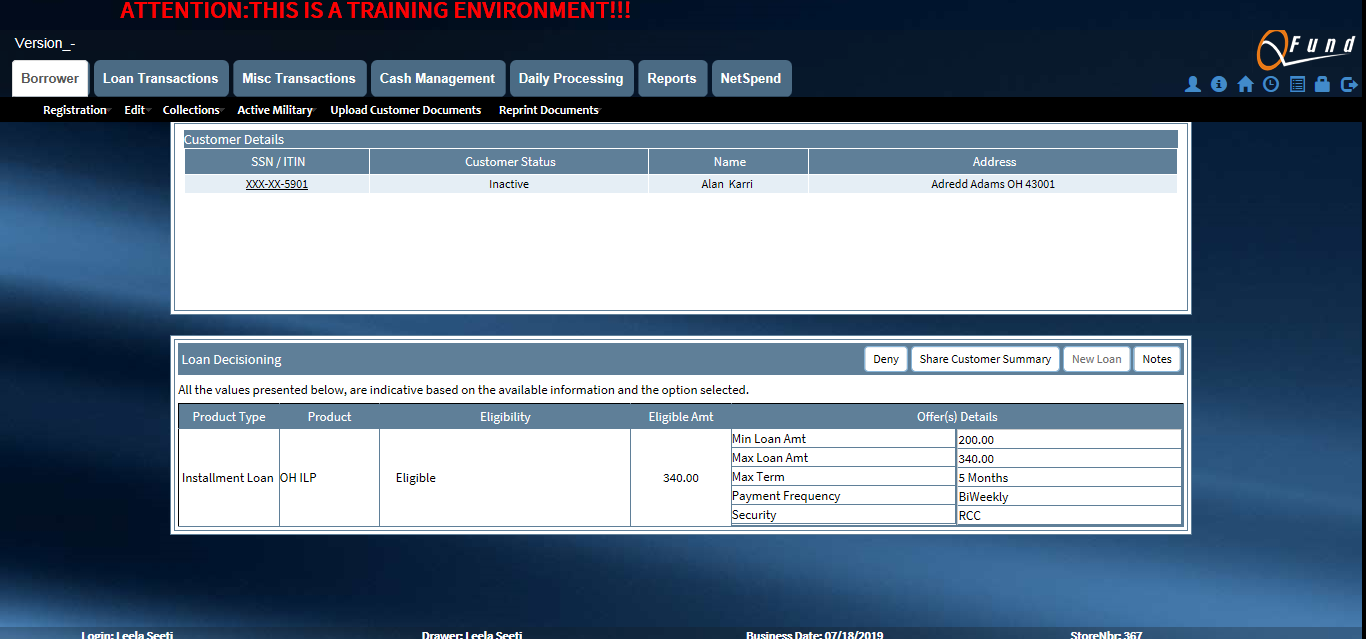 ATTENTION:THIS IS A TRAINING ENVIRONMENT!!!
Version_-
QFund
Borrower Loan Transactions Misc Transactions Cash Management Daily Processing Reports NetSpend
Registration Edit Collections Active Military Upload Customer Documents Reprint Documents
Customer Details
SSN / ITIN Customer Status Name Address
XXX-XX-5901 Inactive Alan Karri Adredd Adams OH 43001
Loan Decisioning Deny Share Customer Summary New Loan Notes
All the values presented below, are indicative based on the available information and the option selected.
Product Type Product Eligibility Eligible Amt Offer(s) Details
Installment Loan OH ILP Eligible 340.00
Min Loan Amt 200.00
Max Loan Amt 340.00
Max Term 5 Months
Payment Frequency BiWeekly
Security RCC
Login: Leela Seeti Drawer: Leela Seeti Business Date: 07/18/2019 StoreNbr: 367